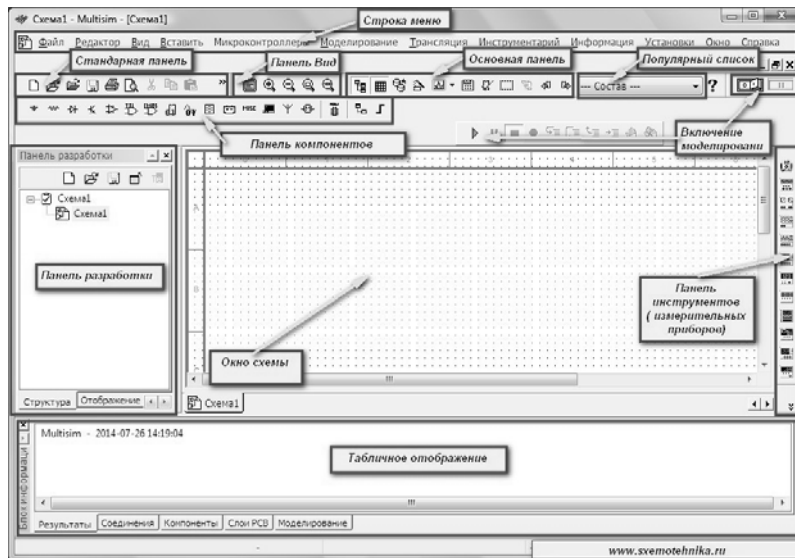 Схема1 - Multisim - [Схема1]
Строка меню
Файл Редактор Вид Вставить Микроконтроллеры Моделирование Трансляция Инструментарий Информация Установки Окно Справка
Стандарная панель
Панель Вид
Основная панель
Популярный список
--- Состав ---
?
MISC
Панель компонентов
Включение
моделировани
Панель разработки
Схема1
Схема1
Панель разработки
A
B
Окно схемы
Панель
инструментов
( измерительных
приборов)
Структура Отображение
Схема1
Multisim - 2014-07-26 14:19:04
Табличное отображение
Блок информаци
Результаты Соединения Компоненты Слои PCB Моделирование
www.sxemotehnika.ru